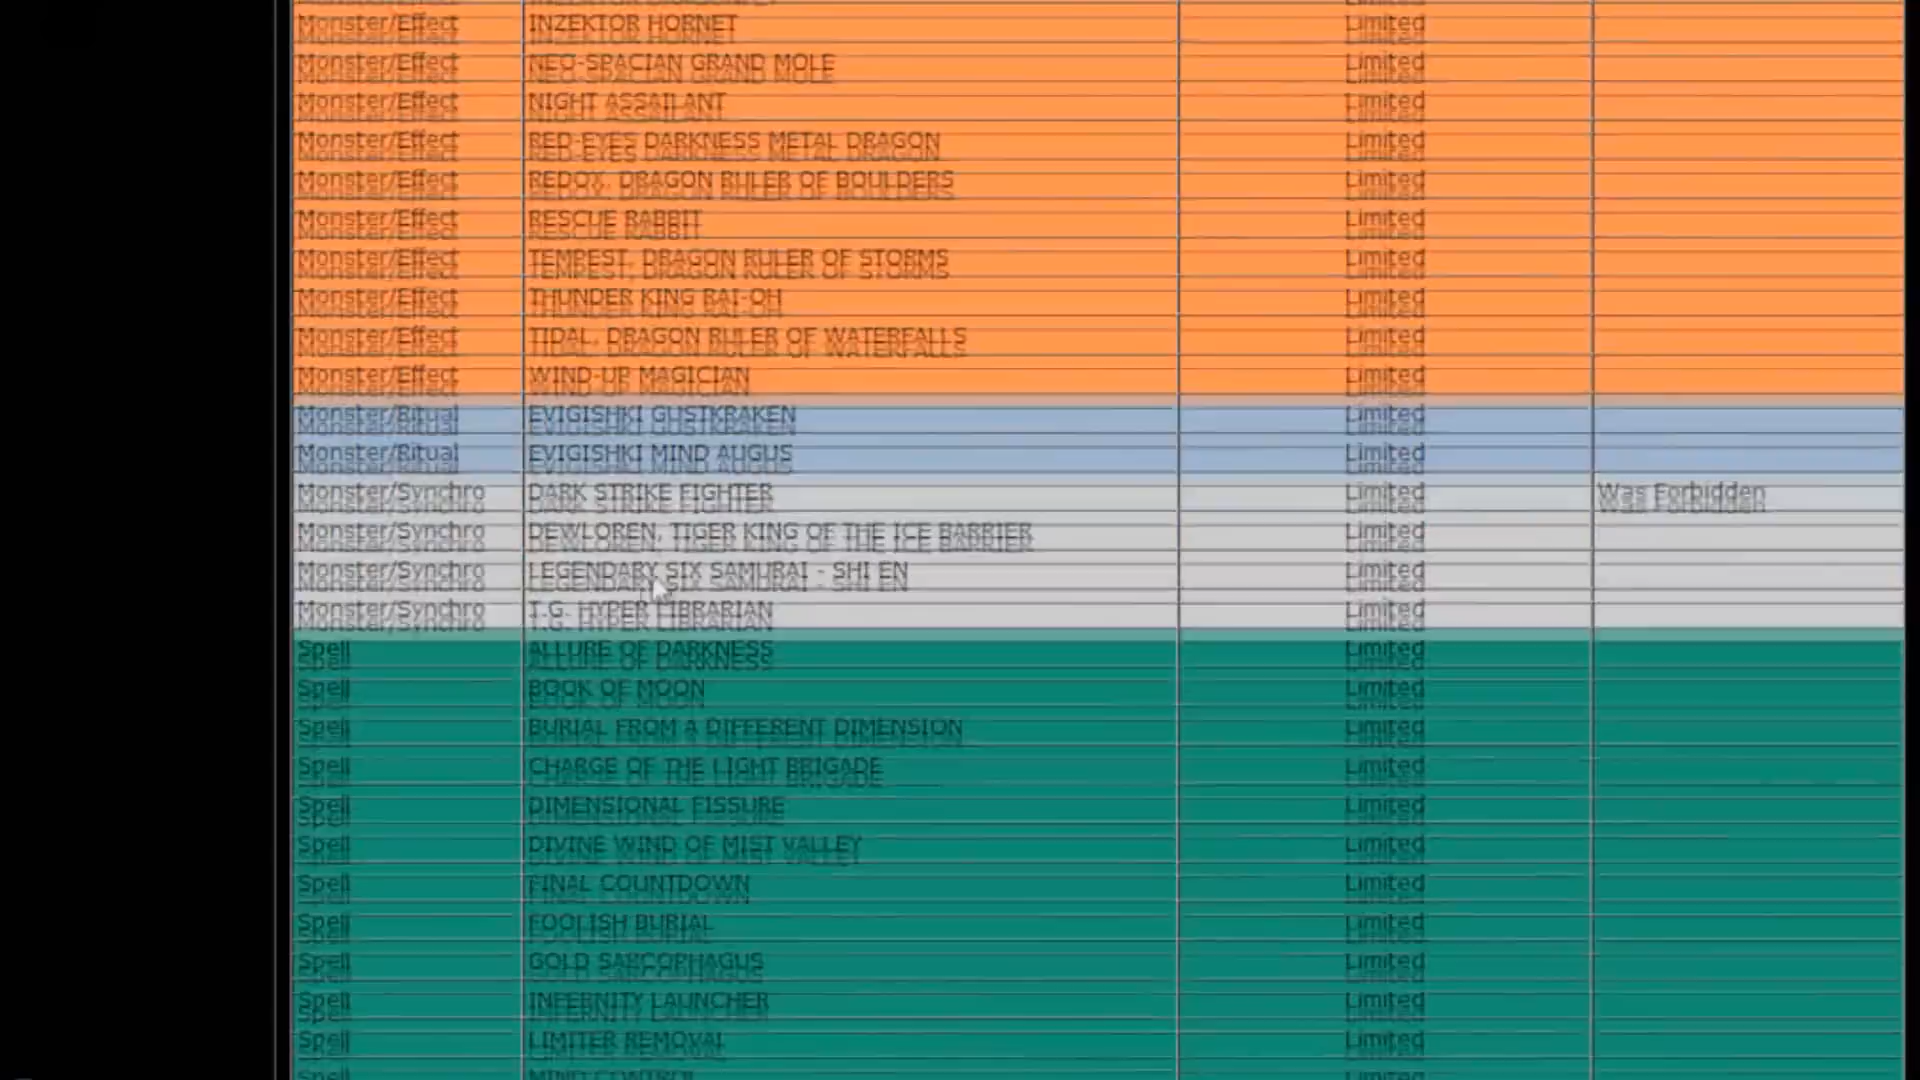 Monster/Effect INZEKTOR HORNET Limited
Monster/Effect NEO-SPACIAN GRAND MOLE Limited
Monster/Effect NIGHT ASSAILANT Limited
Monster/Effect RED-EYES DARKNESS METAL DRAGON Limited
Monster/Effect REDOX, DRAGON RULER OF BOULDERS Limited
Monster/Effect RESCUE RABBIT Limited
Monster/Effect TEMPEST, DRAGON RULER OF STORMS Limited
Monster/Effect THUNDER KING RAI-OH Limited
Monster/Effect TIDAL, DRAGON RULER OF WATERFALLS Limited
Monster/Effect WIND-UP MAGICIAN Limited
Monster/Ritual EVIGISHKI GUSTKRAKEN Limited
Monster/Ritual EVIGISHKI MIND AUGUS Limited
Monster/Synchro DARK STRIKE FIGHTER Limited Was Forbidden
Monster/Synchro DEWLOREN, TIGER KING OF THE ICE BARRIER Limited
Monster/Synchro LEGENDARY SIX SAMURAI - SHI EN Limited
Monster/Synchro T.G. HYPER LIBRARIAN Limited
Spell ALLURE OF DARKNESS Limited
Spell BOOK OF MOON Limited
Spell BURIAL FROM A DIFFERENT DIMENSION Limited
Spell CHARGE OF THE LIGHT BRIGADE Limited
Spell DIMENSIONAL FISSURE Limited
Spell DIVINE WIND OF MIST VALLEY Limited
Spell FINAL COUNTDOWN Limited
Spell FOOLISH BURIAL Limited
Spell GOLD SARCOPHAGUS Limited
Spell INFERNITY LAUNCHER Limited
Spell LIMITER REMOVAL Limited
Spell MIND CONTROL